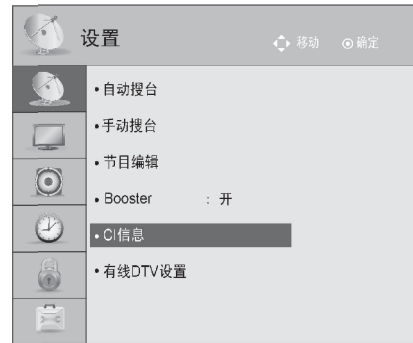 设置 移动 ⊙确定
• 自动搜台
• 手动搜台
• 节目编辑
• Booster : 开
• CI信息
• 有线DTV设置